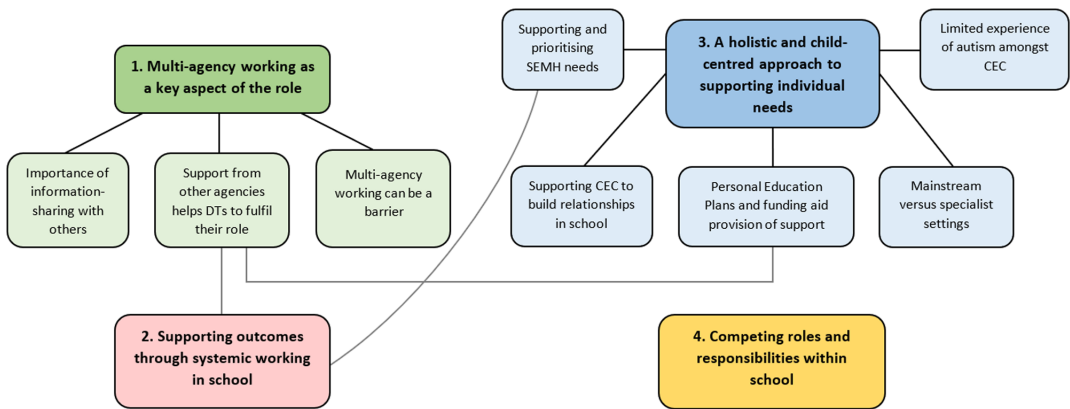 1. Multi-agency working as
a key aspect of the role
Importance of
information-
sharing with
others
Support from
other agencies
helps DTs to fulfil
their role
Multi-agency
working can be a
barrier
Supporting and
prioritising
SEMH needs
3. A holistic and child-
centred approach to
supporting individual
needs
Limited experience
of autism amongst
CEC
Supporting CEC to
build relationships
in school
Personal Education
Plans and funding aid
provision of support
Mainstream
versus specialist
settings
2. Supporting outcomes
through systemic working
in school
4. Competing roles and
responsibilities within
school